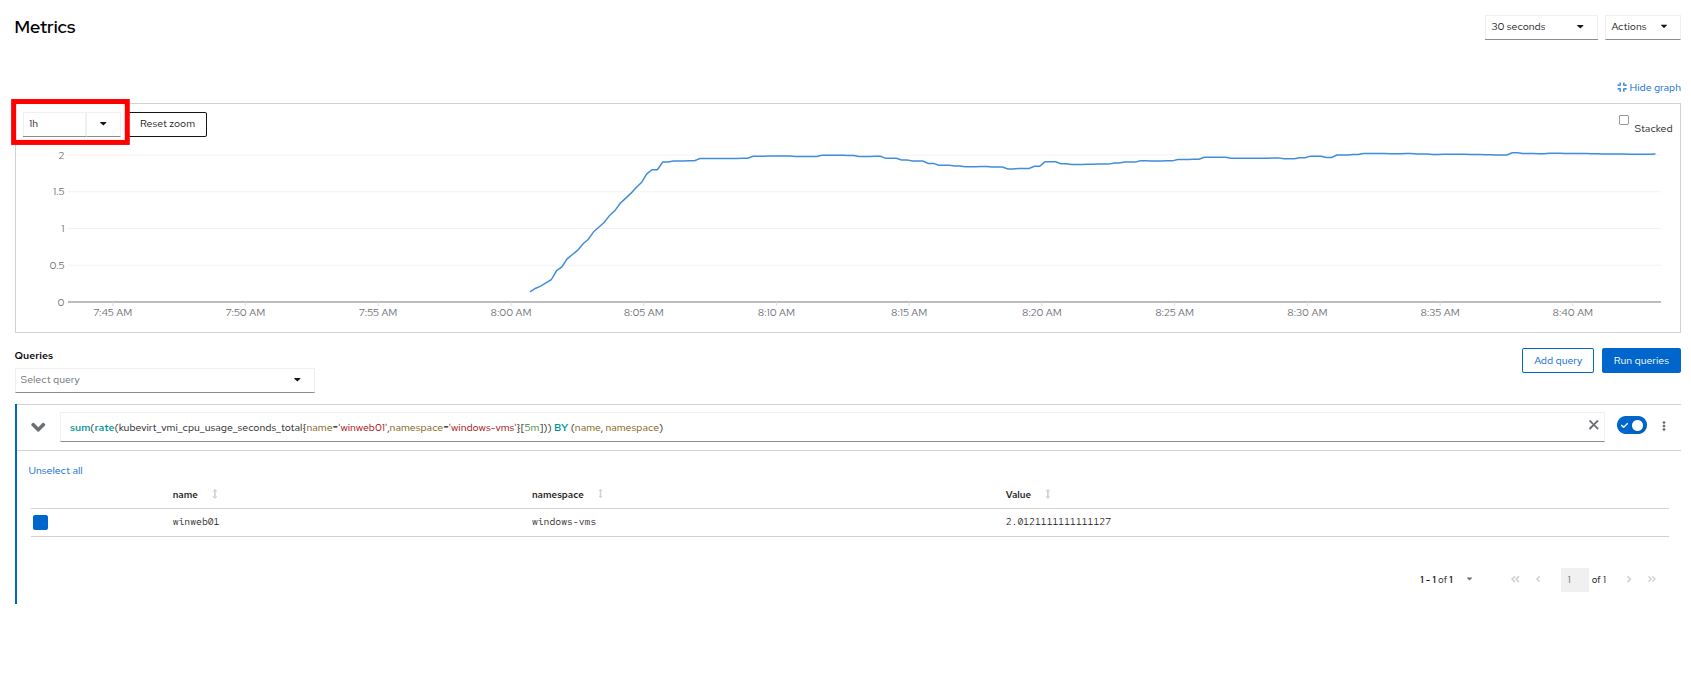 Metrics
30 seconds
Actions
Hide graph
1h
Reset zoom
Stacked
2
1.5
1
0.5
0
7:45 AM 7:50 AM 7:55 AM 8:00 AM 8:05 AM 8:10 AM 8:15 AM 8:20 AM 8:25 AM 8:30 AM 8:35 AM 8:40 AM
Queries
Add query
Run queries
Select query
sum(rate(kubevirt_vmi_cpu_usage_seconds_total{name='winweb01',namespace='windows-vms'}[5m])) BY (name, namespace)
Unselect all
name namespace Value
winweb01 windows-vms 2.0121111111111127
1 - 1 of 1
1 of 1